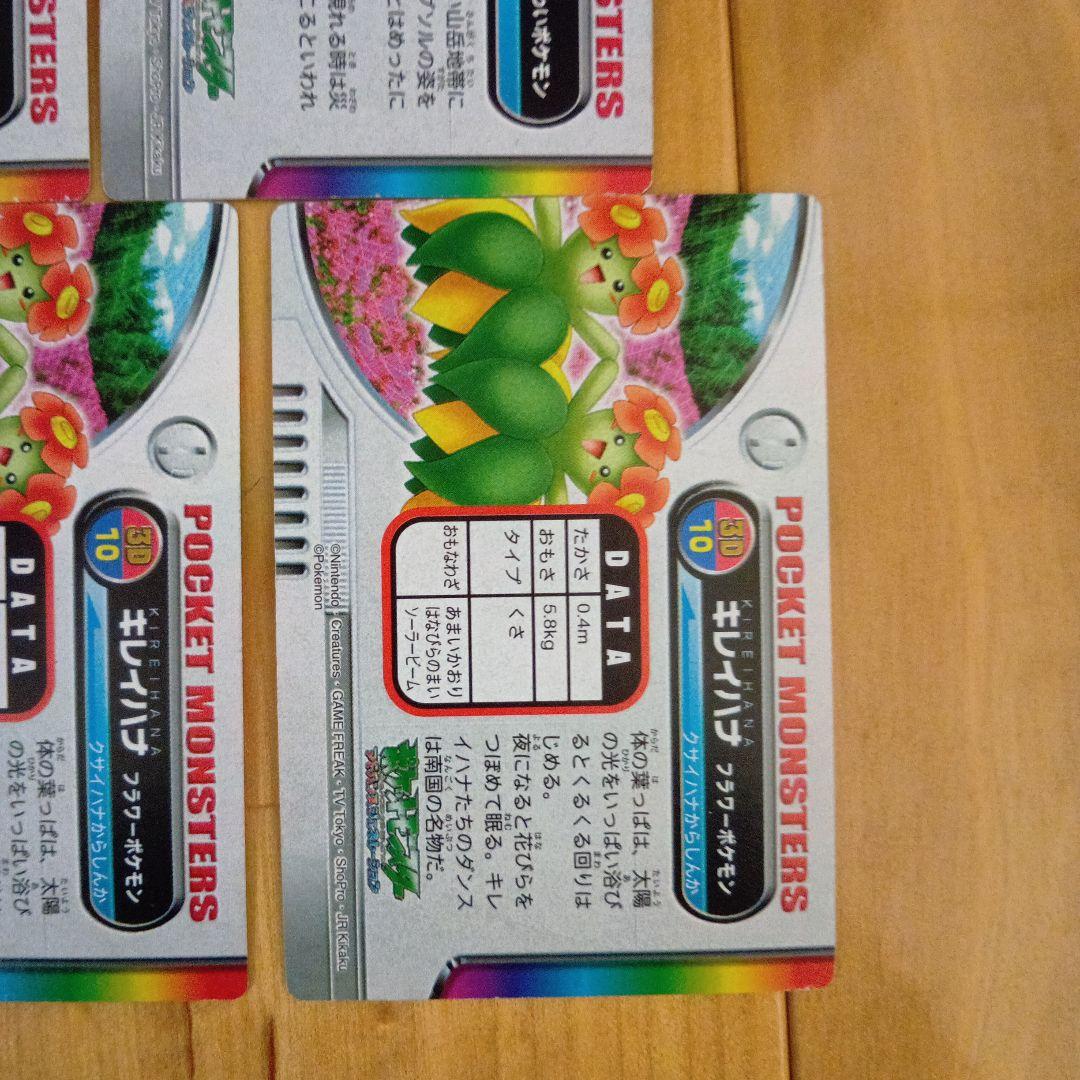 POCKET MONSTERS
3D
10
KIREIHANA
キレイハナ フラワーポケモン
クサイハナからしんか
DATA
たかさ 0.4m
おもさ 5.8kg
タイプ くさ
おもなわざ あまいかおり
はなびらのまい
ソーラービーム
体の葉っぱは、太陽
の光をいっぱい浴び
るとくるくる回りは
じめる。
夜になると花びらを
つぼめて眠る。キレ
イハナたちのダンス
は南国の名物だ。
©Nintendo・Creatures・GAME FREAK・TV Tokyo・ShoPro・JR Kikaku
©Pokemon
POCKET MONSTERS
3D
10
KIREIHANA
キレイハナ フラワーポケモン
クサイハナからしんか
DATA
体の葉っぱは、太陽
の光をいっぱい浴び
STERS
いポケモン
山岳地帯に
ソルの姿を
とはめったに
現れる時は災
こるといわれ
STERS